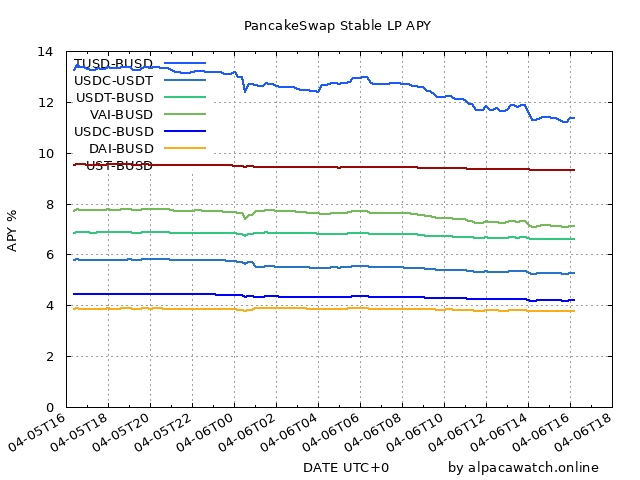 PancakeSwap Stable LP APY
14
12
10
8
6
4
2
0
APY %
TUSD-BUSD
USDC-USDT
USDT-BUSD
VAI-BUSD
USDC-BUSD
DAI-BUSD
UST-BUSD
04-05T16
04-05T18
04-05T20
04-05T22
04-06T00
04-06T02
04-06T04
04-06T06
04-06T08
04-06T10
04-06T12
04-06T14
04-06T16
04-06T18
DATE UTC+0
by alpacawatch.online